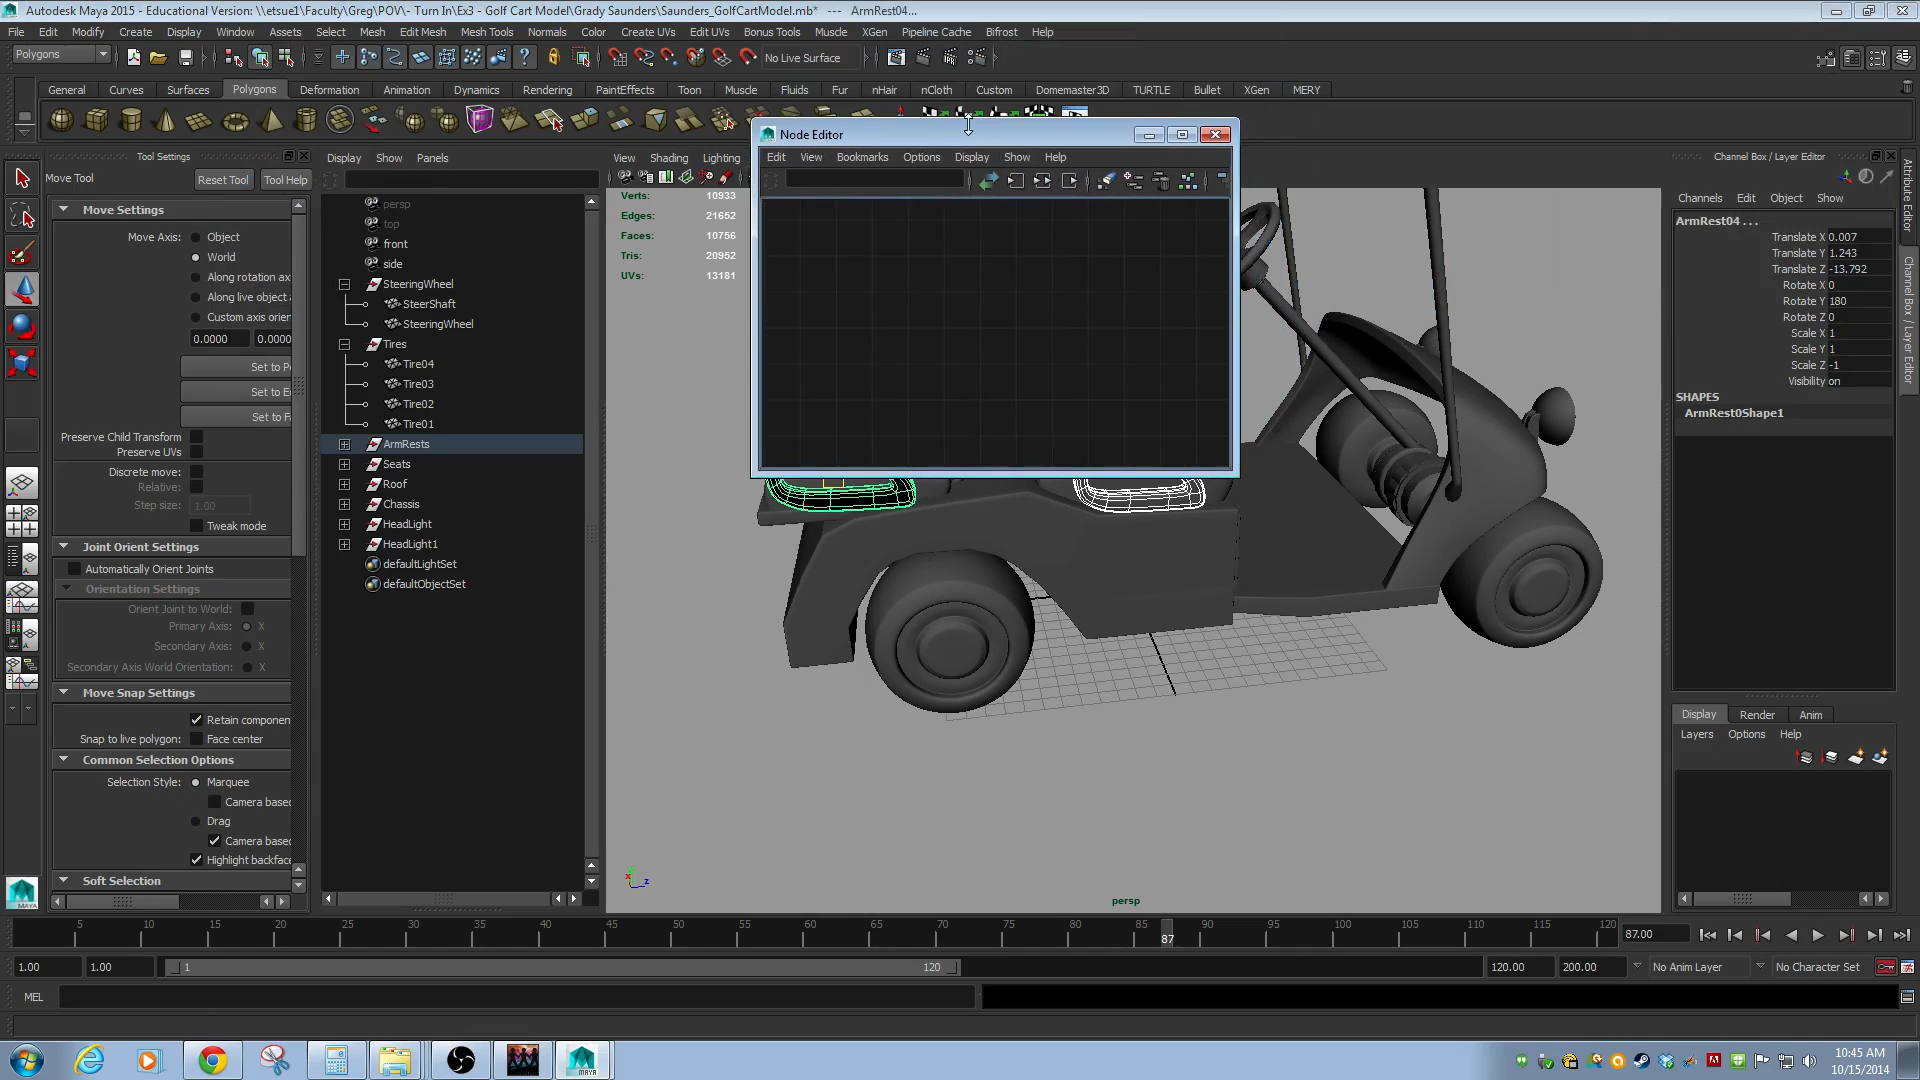 Autodesk Maya 2015 - Educational Version: \\etsue1\Faculty\Greg\POV\- Turn In\Ex3 - Golf Cart Model\Grady Saunders\Saunders_GolfCartModel.mb* --- ArmRest04...
File Edit Modify Create Display Window Assets Select Mesh Edit Mesh Mesh Tools Normals Color Create UVs Edit UVs Bonus Tools Muscle XGen Pipeline Cache Bifrost Help
Polygons No Live Surface
General Curves Surfaces Polygons Deformation Animation Dynamics Rendering PaintEffects Toon Muscle Fluids Fur nHair nCloth Custom Domemaster3D TURTLE Bullet XGen MERY
Tool Settings
Move Tool Reset Tool Tool Help
Move Settings
Move Axis: Object
World
Along rotation ax
Along live object
Custom axis orien
0.0000 0.0000
Set to P
Set to E
Set to F
Preserve Child Transform
Preserve UVs
Discrete move:
Relative:
Step size: 1.00
Tweak mode
Joint Orient Settings
Automatically Orient Joints
Orientation Settings
Orient Joint to World:
Primary Axis: X
Secondary Axis: X
Secondary Axis World Orientation: X
Move Snap Settings
Retain componen
Snap to live polygon: Face center
Common Selection Options
Selection Style: Marquee
Camera based
Drag
Camera based
Highlight backface
Soft Selection
Display Show Panels
persp
top
front
side
SteeringWheel
SteerShaft
SteeringWheel
Tires
Tire04
Tire03
Tire02
Tire01
ArmRests
Seats
Roof
Chassis
HeadLight
HeadLight1
defaultLightSet
defaultObjectSet
View Shading Lighting
Verts: 10933
Edges: 21652
Faces: 10756
Tris: 20952
UVs: 13181
Node Editor
Edit View Bookmarks Options Display Show Help
x z
persp
Channel Box / Layer Editor
Channels Edit Object Show
ArmRest04 ...
Translate X 0.007
Translate Y 1.243
Translate Z -13.792
Rotate X 0
Rotate Y 180
Rotate Z 0
Scale X 1
Scale Y 1
Scale Z -1
Visibility on
SHAPES
ArmRest0Shape1
Attribute Editor
Channel Box / Layer Editor
Display Render Anim
Layers Options Help
5 10 15 20 25 30 35 40 45 50 55 60 65 70 75 80 85 90 95 100 105 110 115 120
87
87.00
1.00 1.00 1 120 120.00 200.00 No Anim Layer No Character Set
MEL
MAYA
10:45 AM
10/15/2014